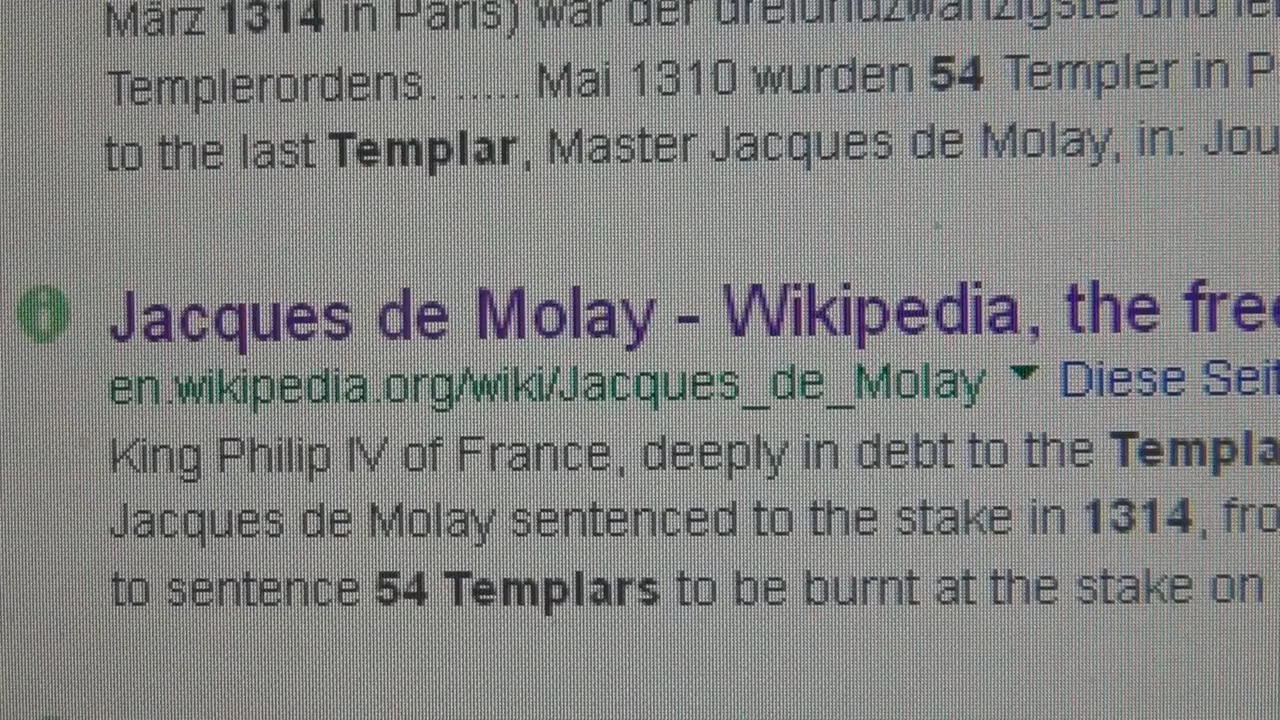 März 1314 in Paris) war der dreiundzwanzigste und
Templerordens. ..... Mai 1310 wurden 54 Templer in P
to the last Templar, Master Jacques de Molay, in: Jou
Jacques de Molay - Wikipedia, the free
en.wikipedia.org/wiki/Jacques_de_Molay ▼ Diese Seit
King Philip IV of France, deeply in debt to the Templa
Jacques de Molay sentenced to the stake in 1314, fro
to sentence 54 Templars to be burnt at the stake on